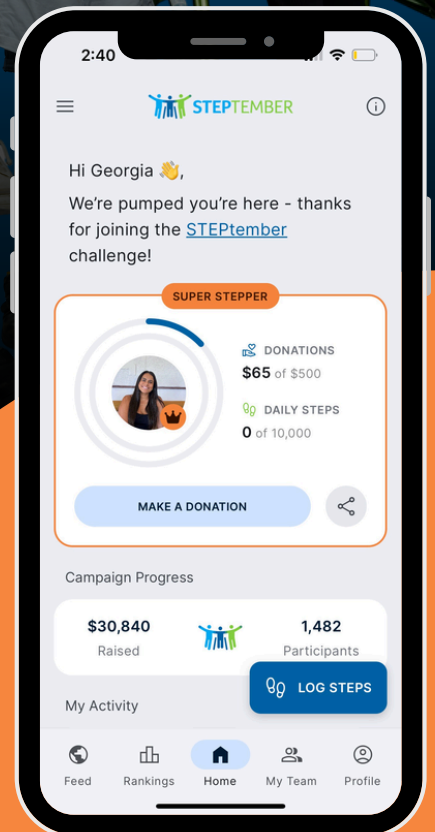 2:40
STEPTEMBER
Hi Georgia 👋,
We're pumped you're here - thanks
for joining the STEPtember
challenge!
SUPER STEPPER
DONATIONS
$65 of $500
DAILY STEPS
0 of 10,000
MAKE A DONATION
Campaign Progress
$30,840
Raised
1,482
Participants
LOG STEPS
My Activity
Feed
Rankings
Home
My Team
Profile